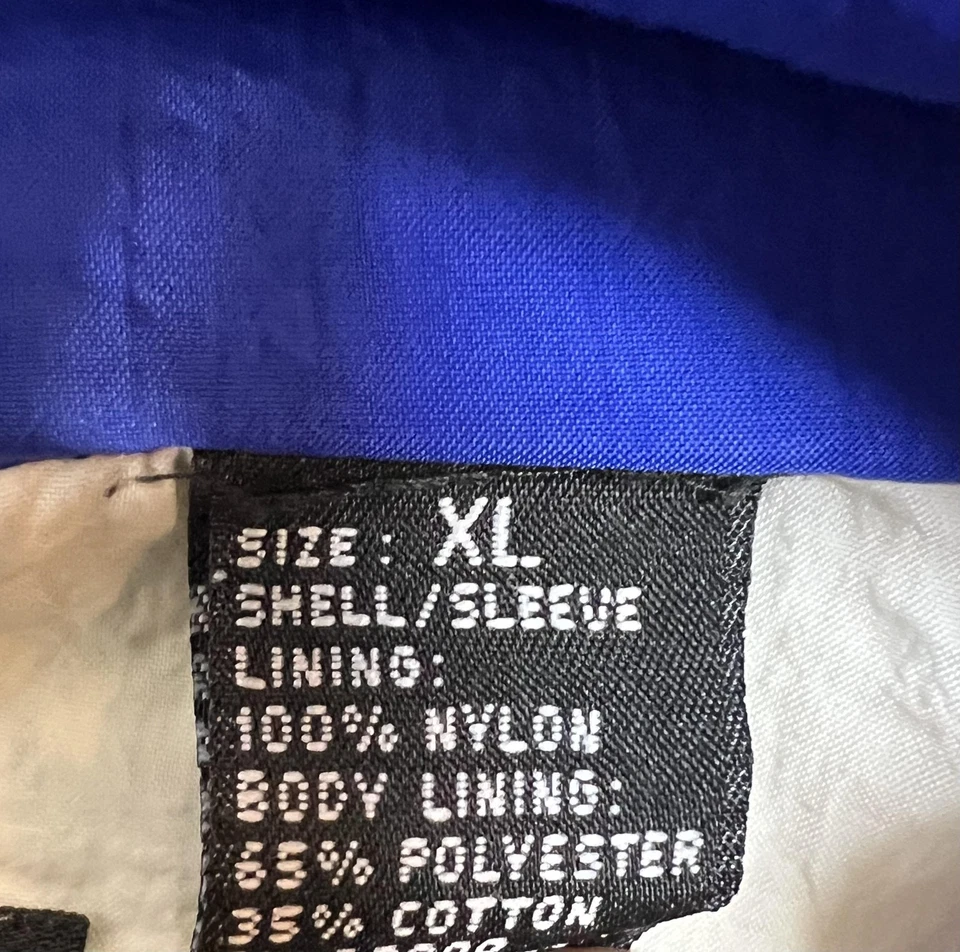 SIZE: XL
SHELL/SLEEVE
LINING:
100% NYLON
BODY LINING:
65% POLYESTER
35% COTTON